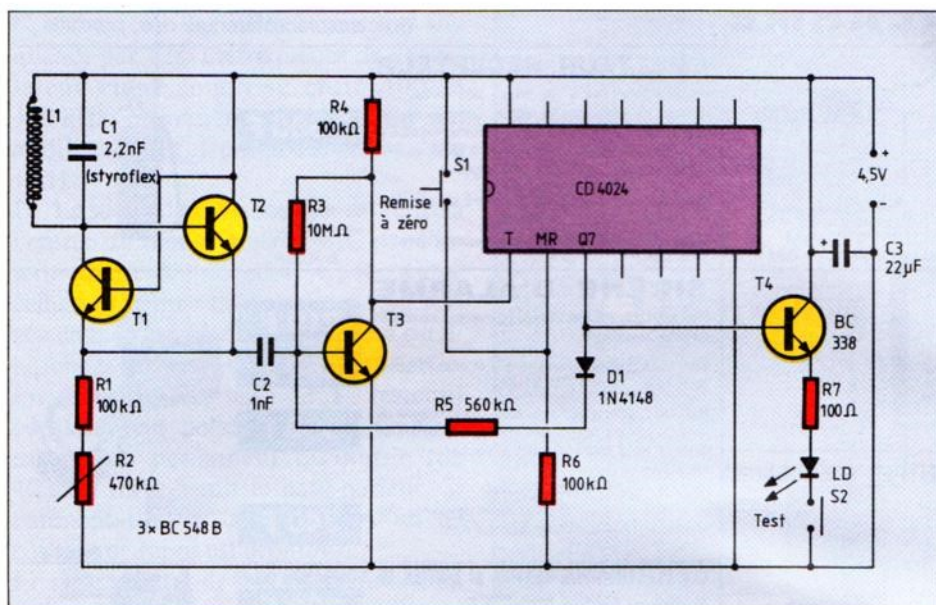 L1
C1
2,2nF
(styroflex)
T2
T1
R1
100kΩ
R2
470kΩ
3x BC 548 B
C2
1nF
R3
10MΩ
R4
100kΩ
T3
S1
Remise
à zéro
CD 4024
T MR Q7
R5 560kΩ
D1
1N4148
R6
100kΩ
T4
BC
338
R7
100Ω
LD
S2
Test
+
4,5V
-
+
C3
22µF